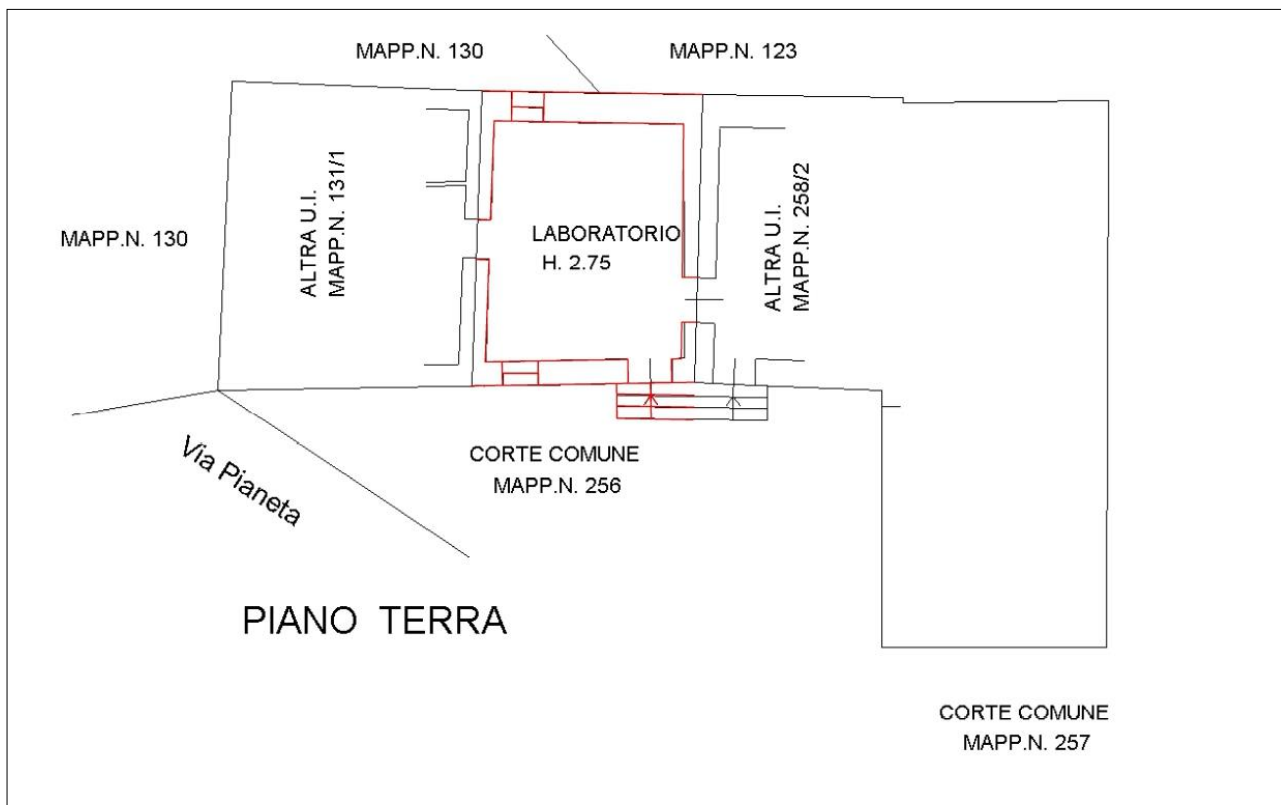 MAPP.N. 130
MAPP.N. 123
MAPP.N. 130
ALTRA U.I.
MAPP.N. 131/1
LABORATORIO
H. 2.75
ALTRA U.I.
MAPP.N. 258/2
Via Pianeta
CORTE COMUNE
MAPP.N. 256
PIANO TERRA
CORTE COMUNE
MAPP.N. 257